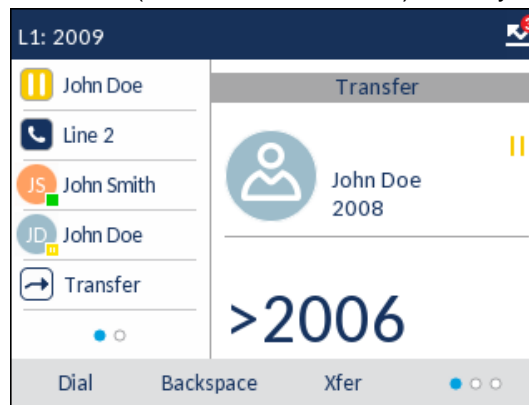 L1: 2009
John Doe
Line 2
JS John Smith
JD John Doe
Transfer
Transfer
John Doe
2008
>2006
Dial Backspace Xfer